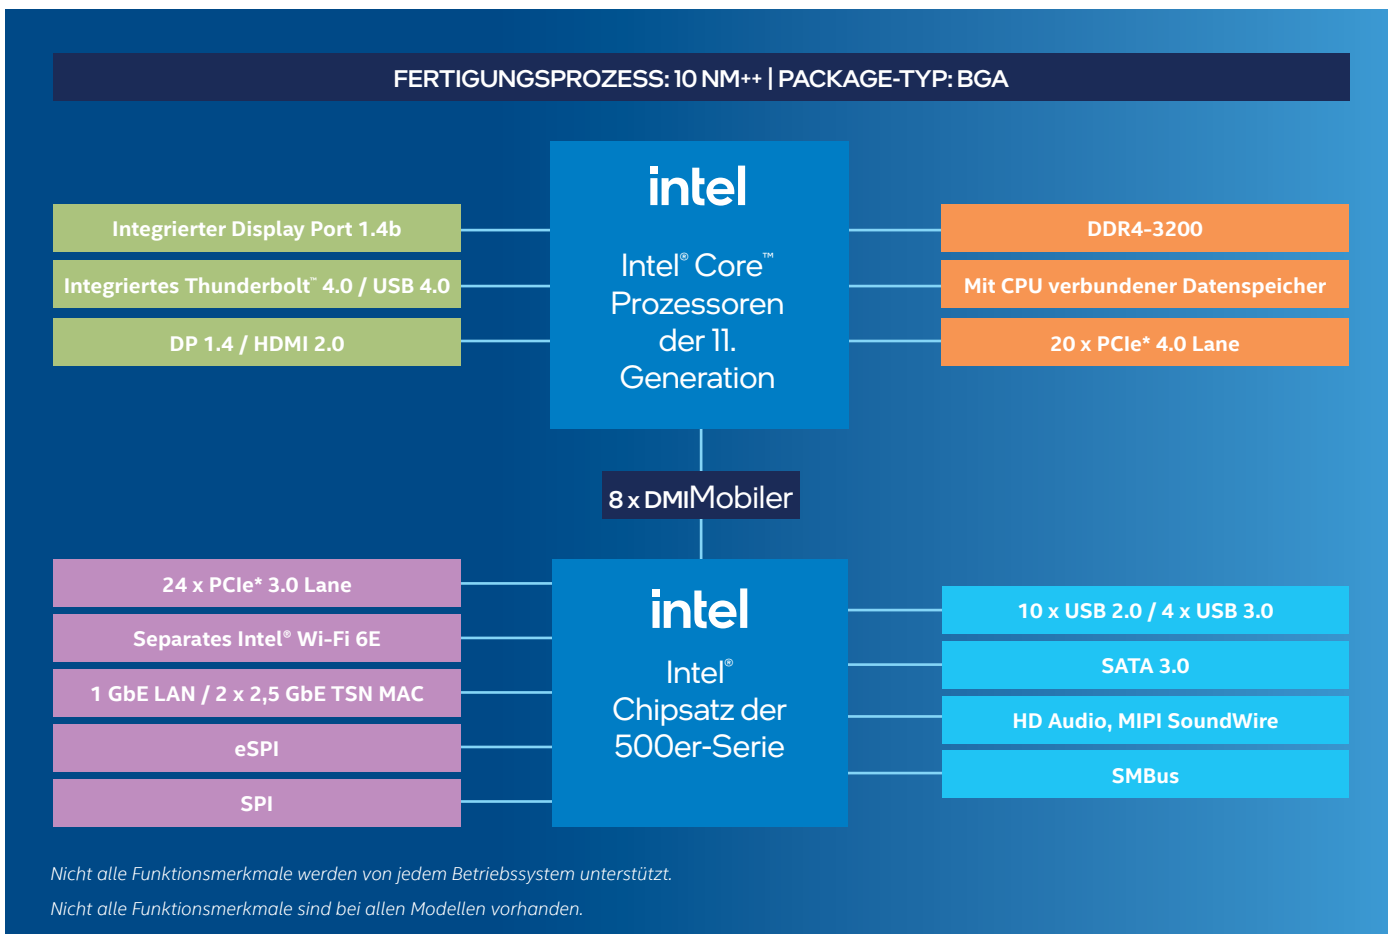 FERTIGUNGSPROZESS: 10 NM++ | PACKAGE-TYP: BGA
intel
Intel® Core™
Prozessoren
der 11.
Generation
Integrierter Display Port 1.4b
Integriertes Thunderbolt™ 4.0 / USB 4.0
DP 1.4 / HDMI 2.0
DDR4-3200
Mit CPU verbundener Datenspeicher
20 x PCIe* 4.0 Lane
8 x DMIMobiler
24 x PCIe* 3.0 Lane
Separates Intel® Wi-Fi 6E
1 GbE LAN / 2 x 2,5 GbE TSN MAC
eSPI
SPI
intel
Intel®
Chipsatz der
500er-Serie
10 x USB 2.0 / 4 x USB 3.0
SATA 3.0
HD Audio, MIPI SoundWire
SMBus
Nicht alle Funktionsmerkmale werden von jedem Betriebssystem unterstützt.
Nicht alle Funktionsmerkmale sind bei allen Modellen vorhanden.